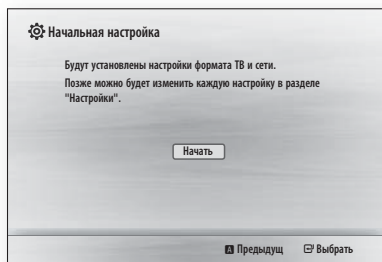 Начальная настройка
Будут установлены настройки формата ТВ и сети.
Позже можно будет изменить каждую настройку в разделе
"Настройки".
Начать
A Предыдущ Выбрать